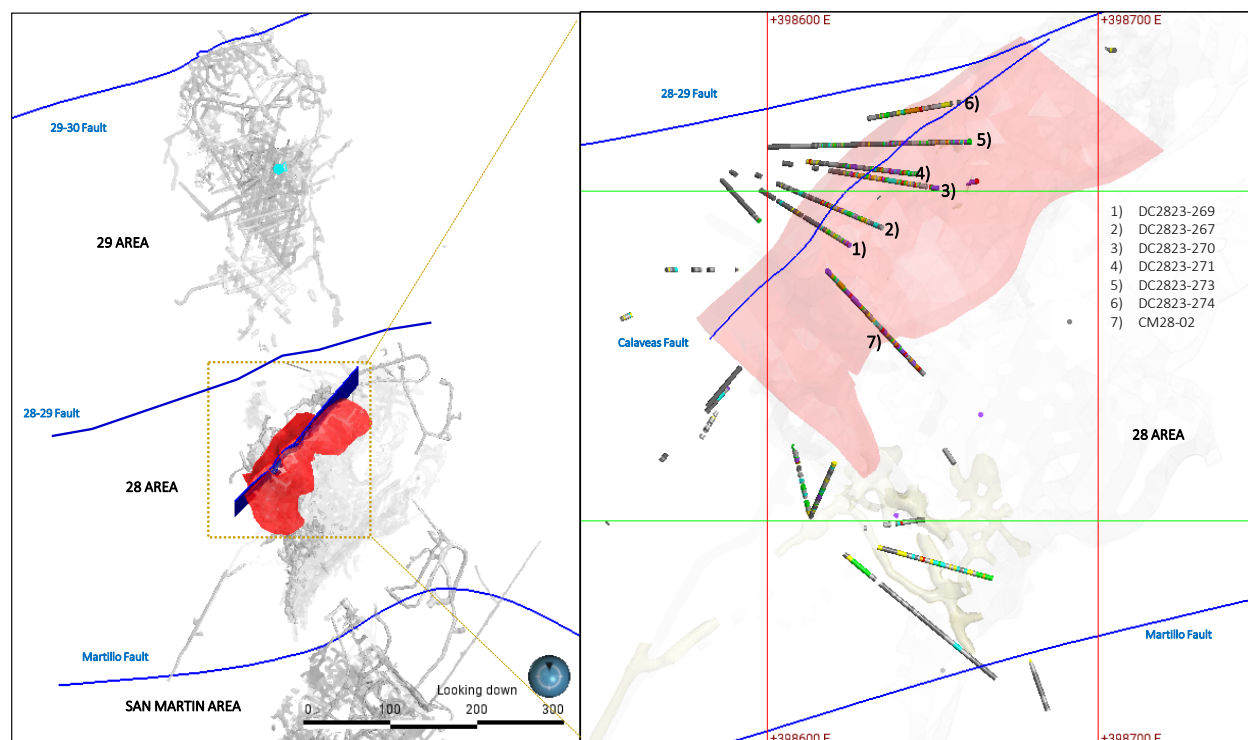 29-30 Fault
29 AREA
28-29 Fault
28 AREA
Martillo Fault
SAN MARTIN AREA
Looking down
0 100 200 300
+398600 E
+398700 E
28-29 Fault
6)
5)
4)
3)
2)
1)
1) DC2823-269
2) DC2823-267
3) DC2823-270
4) DC2823-271
5) DC2823-273
6) DC2823-274
7) CM28-02
Calaveas Fault
7)
28 AREA
Martillo Fault
+398600 E
+398700 E